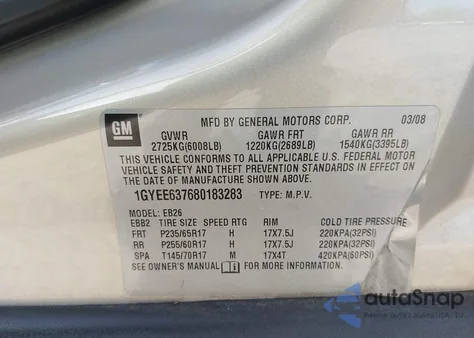 GM
MFD BY GENERAL MOTORS CORP. 03/08
GVWR GAWR FRT GAWR RR
2725KG(6008LB) 1220KG(2689LB) 1540KG(3395LB)
THIS VEHICLE CONFORMS TO ALL APPLICABLE U.S. FEDERAL MOTOR
VEHICLE SAFETY AND THEFT PREVENTION STANDARDS IN EFFECT ON
THE DATE OF MANUFACTURE SHOWN ABOVE.
1GYEE637680183283 TYPE: M.P.V.
MODEL: EB26
EBB2 TIRE SIZE SPEED RTG RIM COLD TIRE PRESSURE
FRT P235/65R17 H 17X7.5J 220KPA(32PSI)
RR P255/60R17 H 17X7.5J 220KPA(32PSI)
SPA T145/70R17 M 17X4T 420KPA(60PSI)
SEE OWNER'S MANUAL FOR MORE INFORMATION.
autoSnap